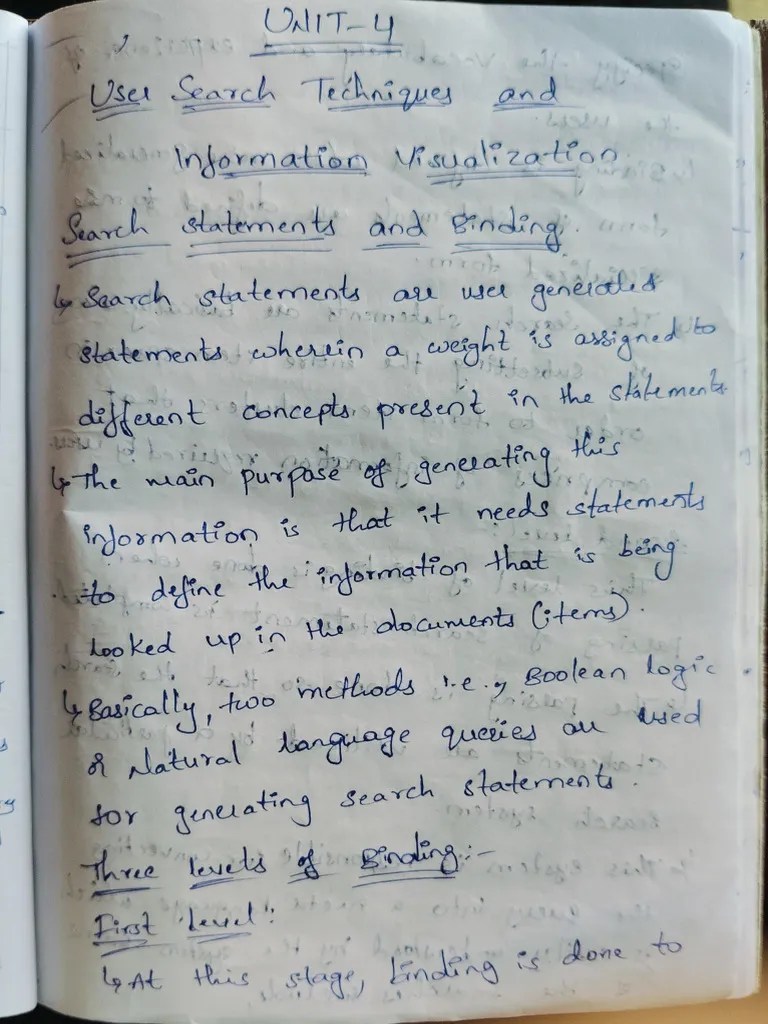 UNIT-4
User Search Techniques and
Information Visualization
Search statements and Binding.
↳ Search statements are user generated
statements wherein a weight is assigned to
different concepts present in the statements
↳ The main purpose of generating this
information is that it needs statements
to define the information that is being
looked up in the documents (items).
↳ Basically, two methods i.e., Boolean logic
& Natural language queries are used
for generating search statements.
Three levels of Binding:-
First level:
↳ At this stage, binding is done to